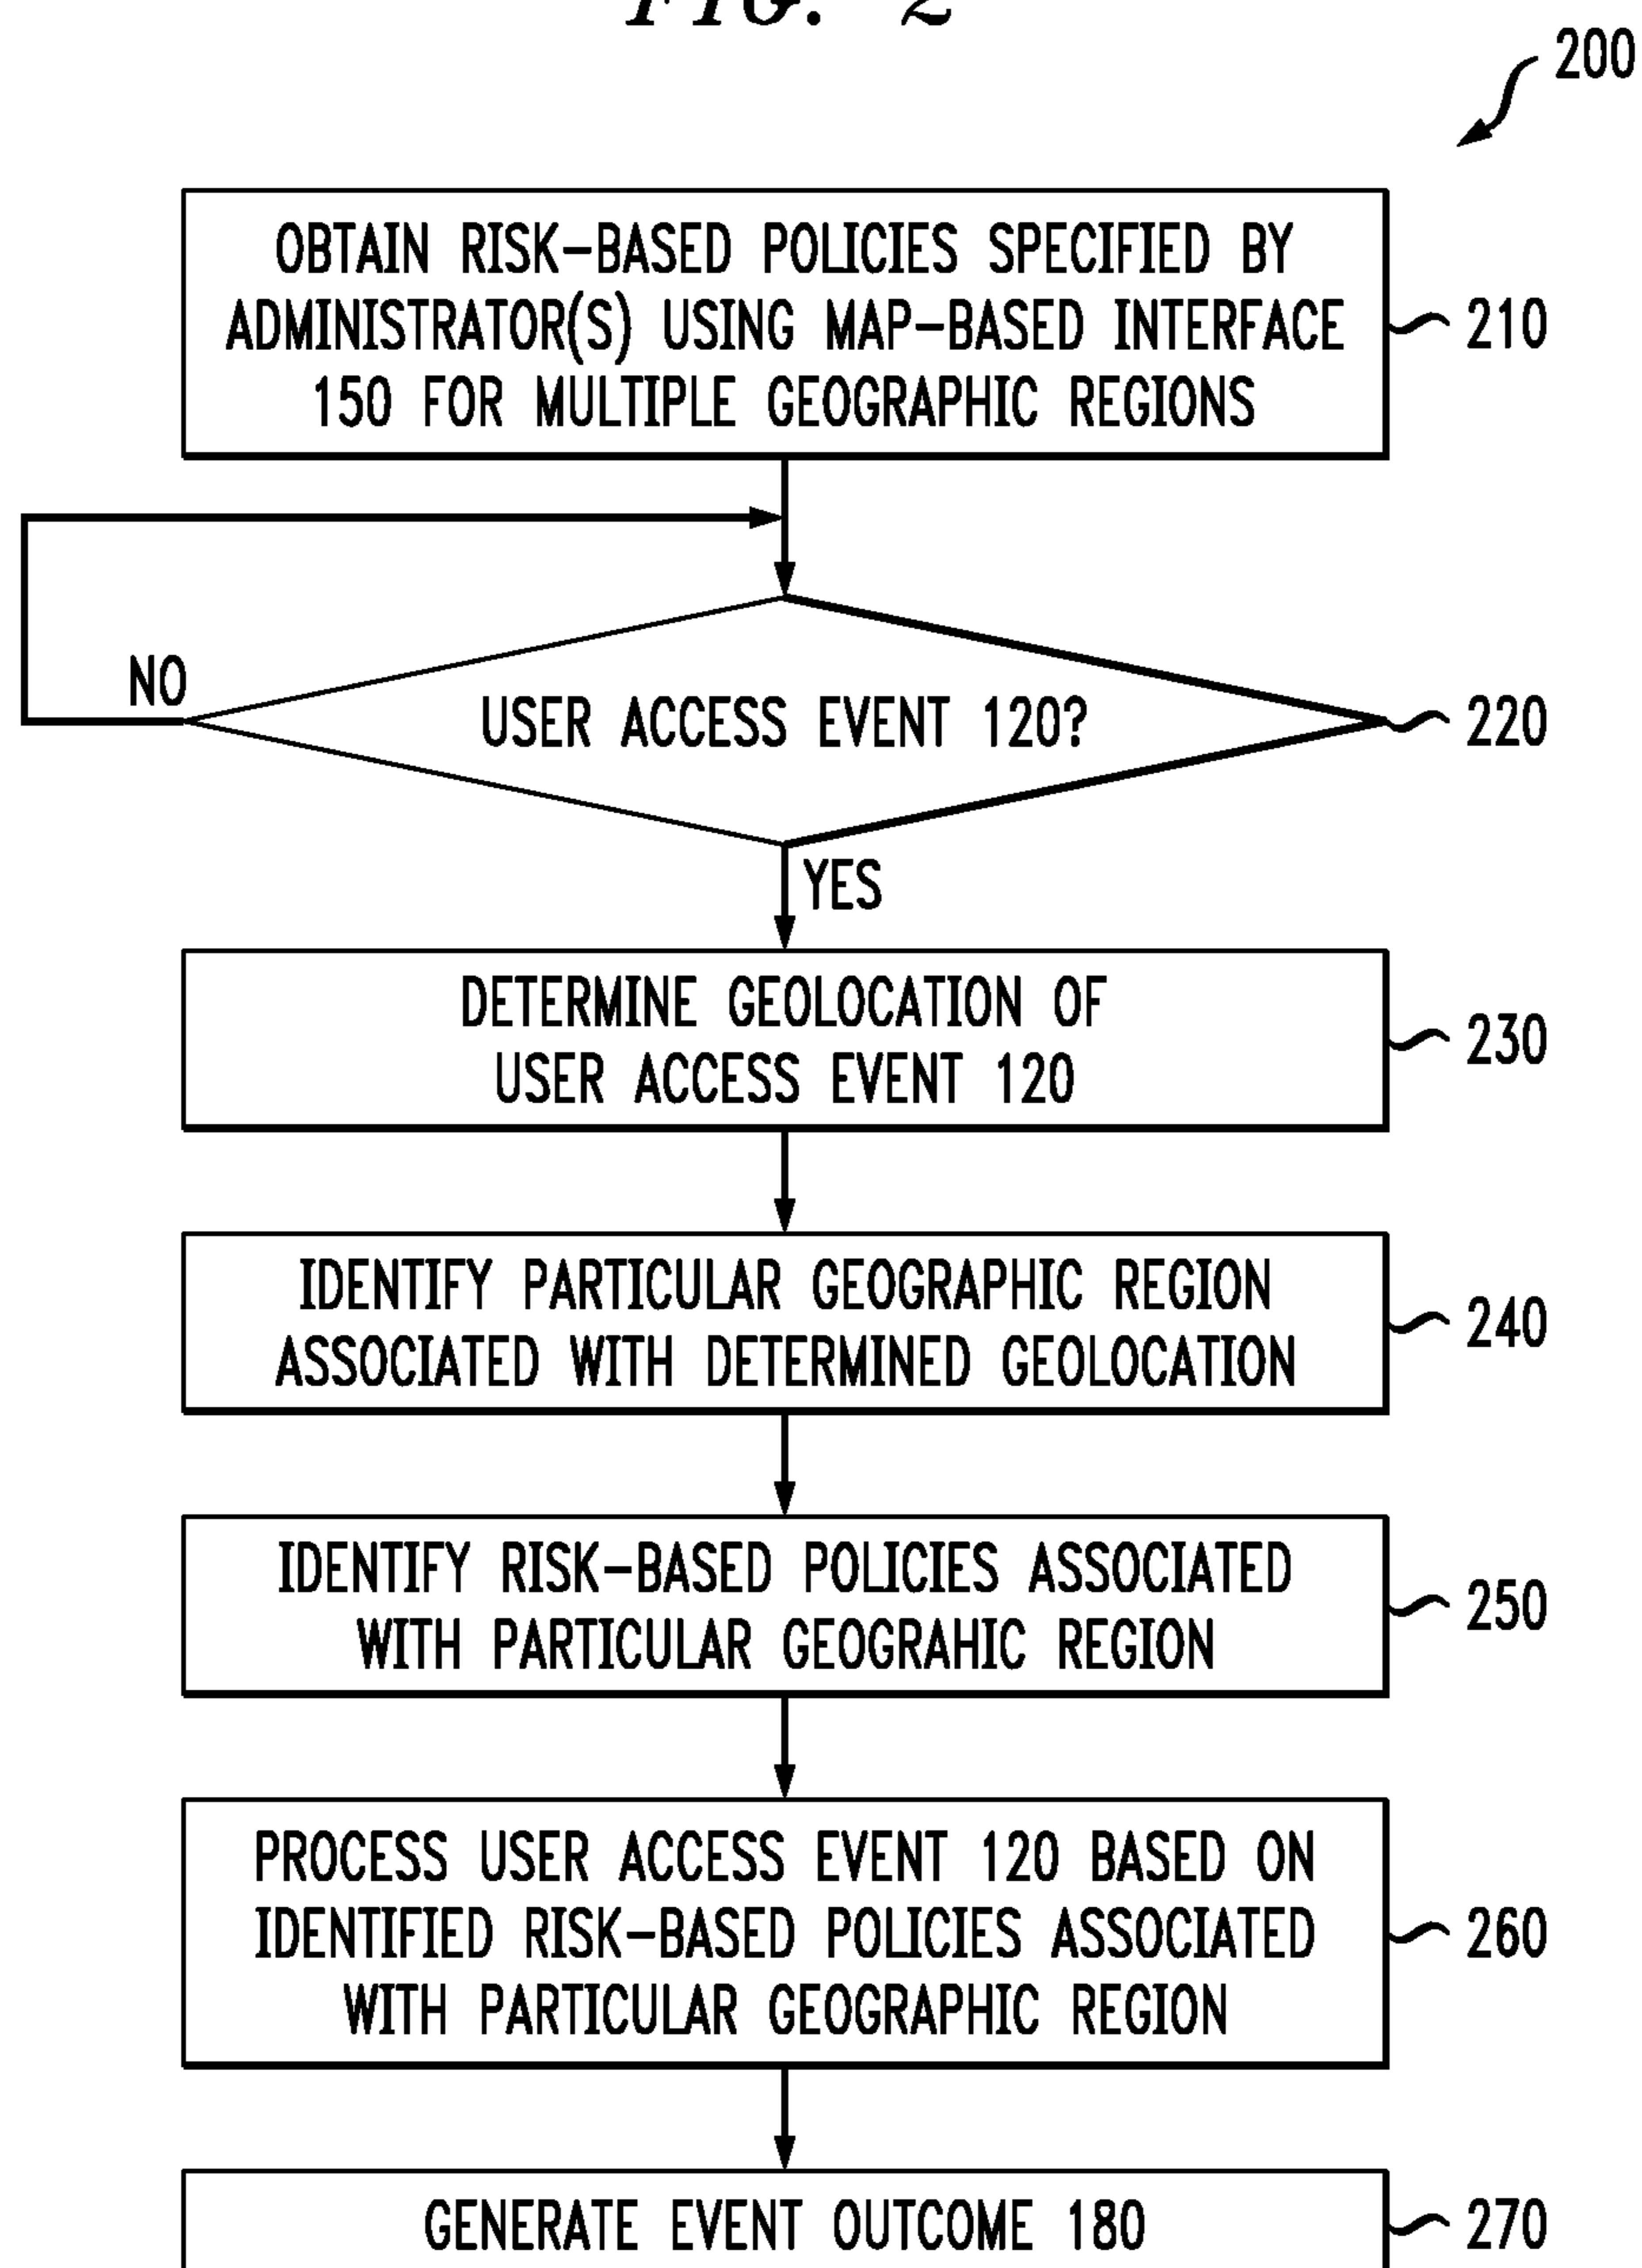 FIG. 2
200
OBTAIN RISK-BASED POLICIES SPECIFIED BY
ADMINISTRATOR(S) USING MAP-BASED INTERFACE
150 FOR MULTIPLE GEOGRAPHIC REGIONS
210
NO
USER ACCESS EVENT 120?
220
YES
DETERMINE GEOLOCATION OF
USER ACCESS EVENT 120
230
IDENTIFY PARTICULAR GEOGRAPHIC REGION
ASSOCIATED WITH DETERMINED GEOLOCATION
240
IDENTIFY RISK-BASED POLICIES ASSOCIATED
WITH PARTICULAR GEOGRAHIC REGION
250
PROCESS USER ACCESS EVENT 120 BASED ON
IDENTIFIED RISK-BASED POLICIES ASSOCIATED
WITH PARTICULAR GEOGRAPHIC REGION
260
GENERATE EVENT OUTCOME 180
270